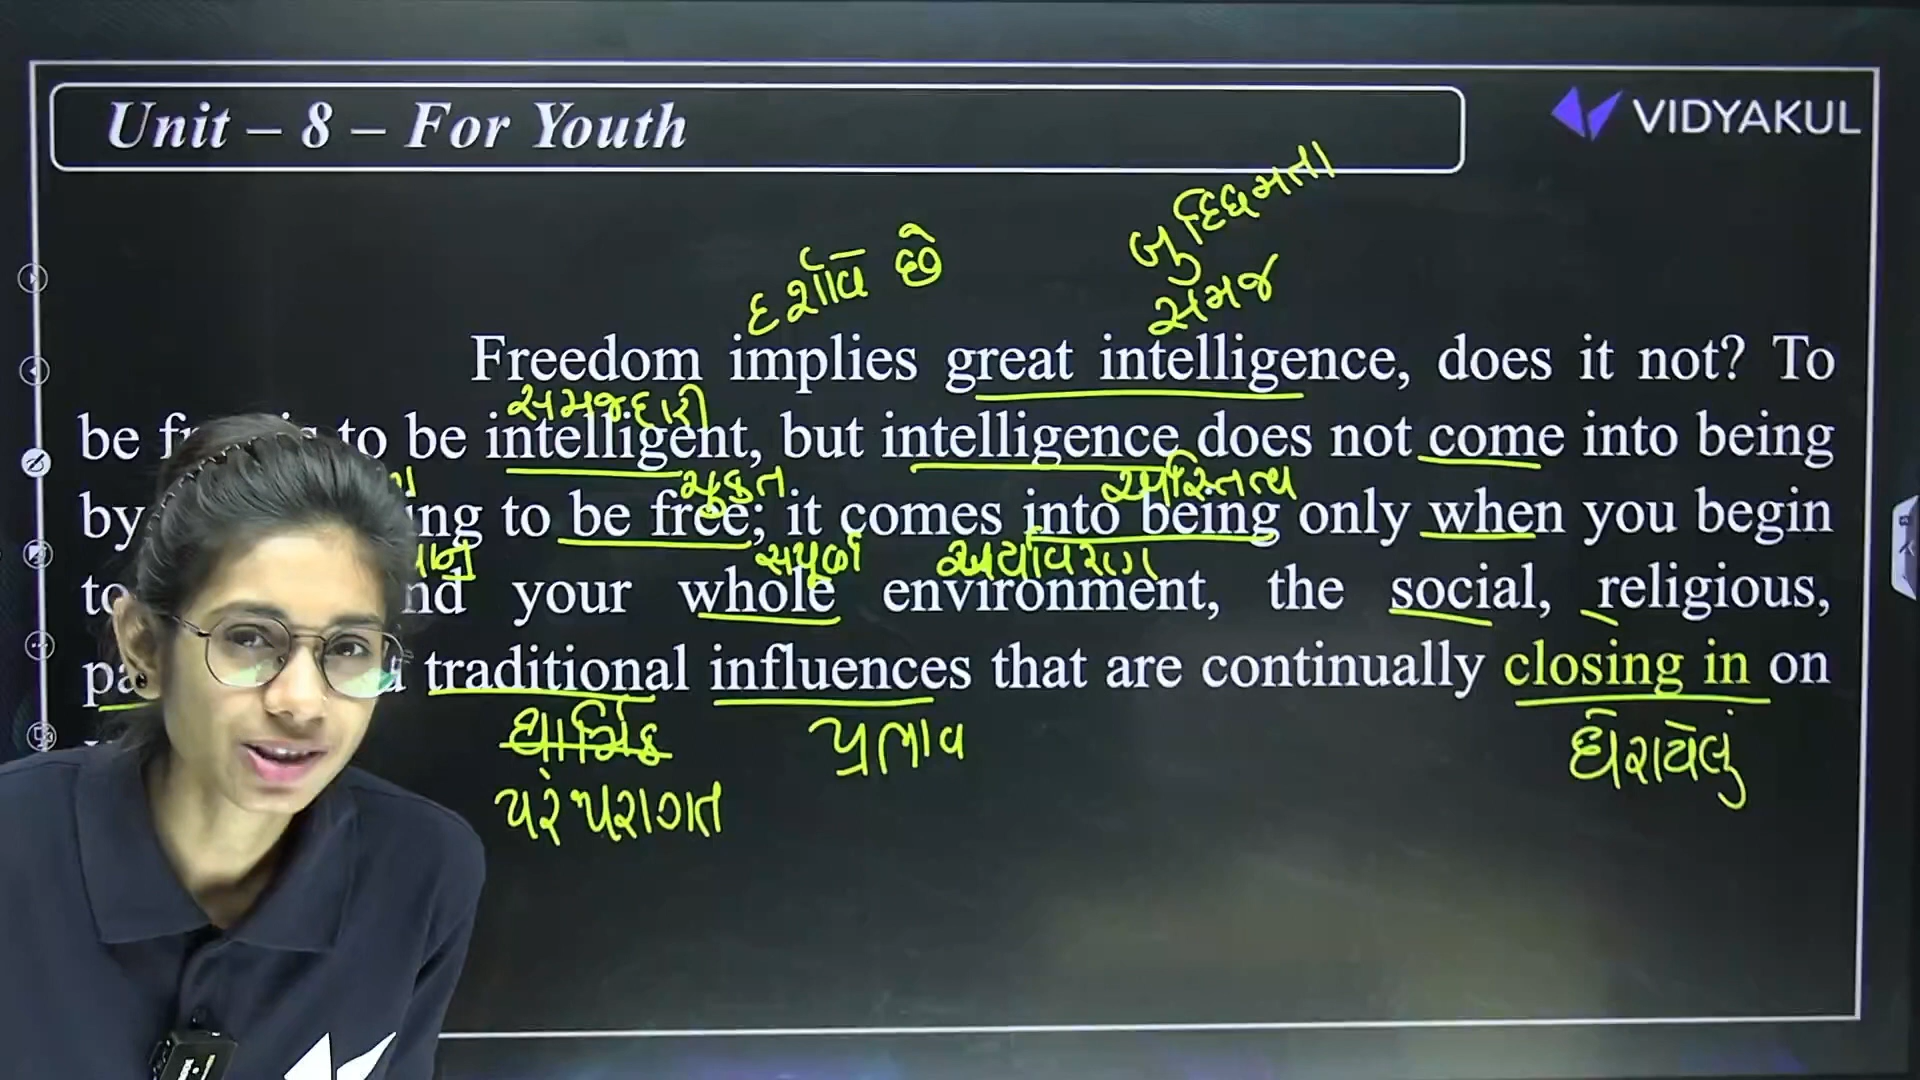 Unit – 8 – For Youth
VIDYAKUL
બુદ્ધિમતા
દર્શાવે છે
સમજ
Freedom implies great intelligence, does it not? To
સમજદારી
be to be intelligent, but intelligence does not come into being
મુક્ત અસ્તિત્વ
by ing to be free; it comes into being only when you begin
સંપૂર્ણ
to nd your whole environment, the social, religious,
pa traditional influences that are continually closing in on
ધાર્મિક પ્રભાવ ઘેરાયેલું
પરંપરાગત